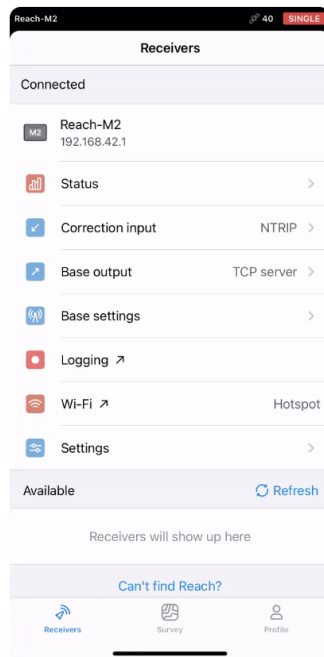 Reach-M2 40 SINGLE
Receivers
Connected
M2
Reach-M2
192.168.42.1
Status
Correction input NTRIP
Base output TCP server
Base settings
Logging
Wi-Fi Hotspot
Settings
Available Refresh
Receivers will show up here
Can't find Reach?
Receivers Survey Profile